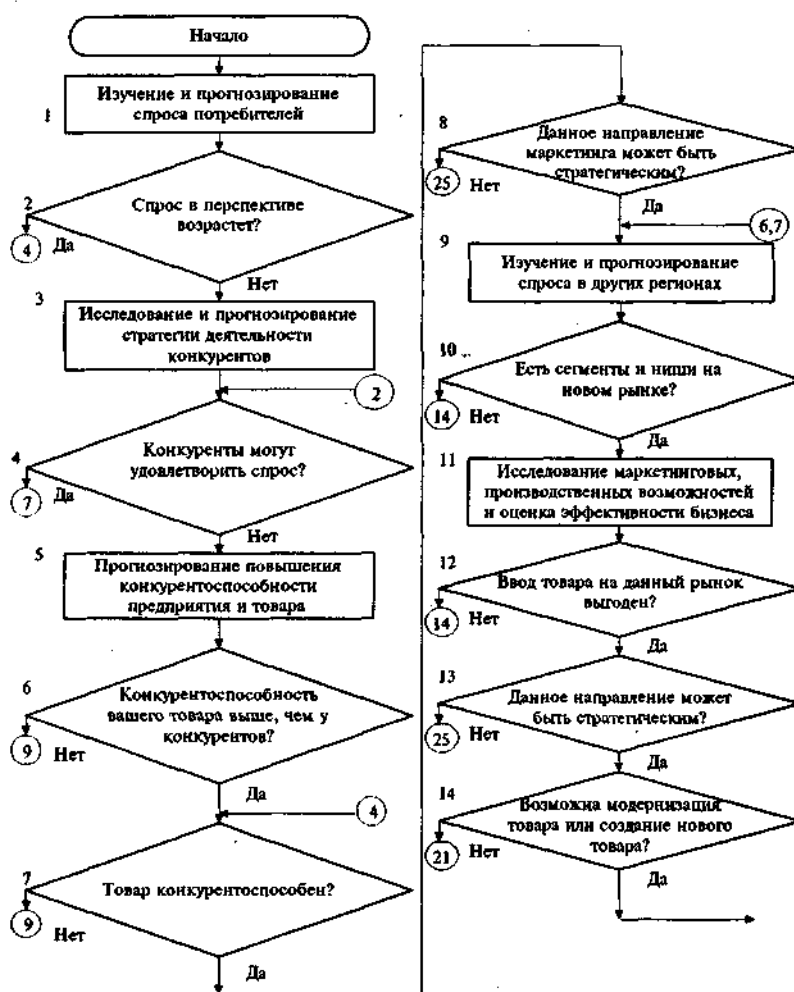 Начало
1
Изучение и прогнозирование
спроса потребителей
2
Спрос в перспективе
возрастет?
4
Да
Нет
3
Исследование и прогнозирование
стратегии деятельности
конкурентов
2
4
Конкуренты могут
удовлетворить спрос?
7
Да
Нет
5
Прогнозирование повышения
конкурентоспособности
предприятия и товара
6
Конкурентоспособность
вашего товара выше, чем у
конкурентов?
9
Нет
Да
4
7
Товар конкурентоспособен?
9
Нет
Да
8
Данное направление
маркетинга может быть
стратегическим?
25
Нет
Да
6,7
9
Изучение и прогнозирование
спроса в других регионах
10
Есть сегменты и ниши на
новом рынке?
14
Нет
Да
11
Исследование маркетинговых,
производственных возможностей
и оценка эффективности бизнеса
12
Ввод товара на данный рынок
выгоден?
14
Нет
Да
13
Данное направление может
быть стратегическим?
25
Нет
Да
14
Возможна модернизация
товара или создание нового
товара?
21
Нет
Да